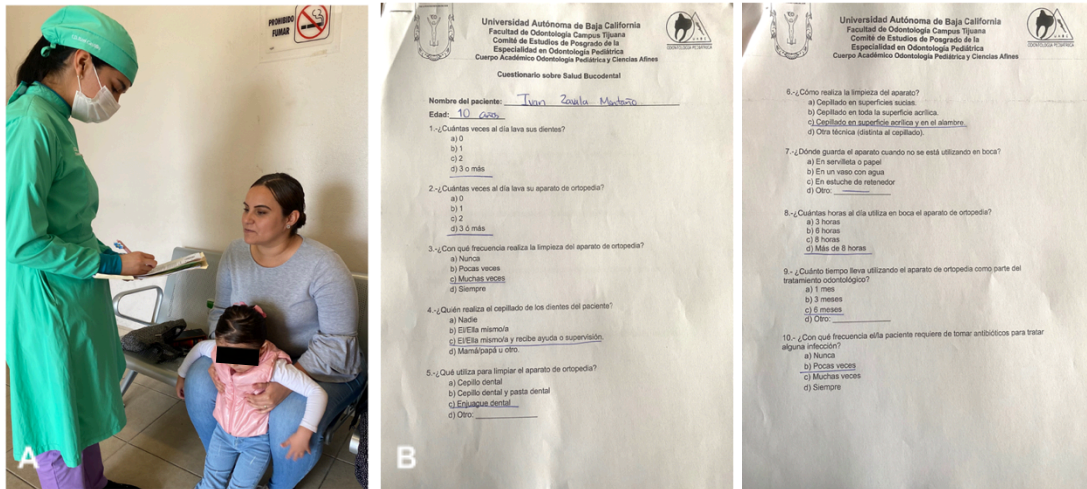 PROHIBIDO
FUMAR
A
Universidad Autónoma de Baja California
Facultad de Odontología Campus Tijuana
Comité de Estudios de Posgrado de la
Especialidad en Odontología Pediátrica
Cuerpo Académico Odontología Pediátrica y Ciencias Afines
ODONTOLOGIA PEDIATRICA
Cuestionario sobre Salud Bucodental
Nombre del paciente: Ivan Zavala Montaño
Edad: 10 años
1.-¿Cuántas veces al día lava sus dientes?
a) 0
b) 1
c) 2
d) 3 o más
2.-¿Cuántas veces al día lava su aparato de ortopedia?
a) 0
b) 1
c) 2
d) 3 ó más
3.-¿Con qué frecuencia realiza la limpieza del aparato de ortopedia?
a) Nunca
b) Pocas veces
c) Muchas veces
d) Siempre
4.-¿Quién realiza el cepillado de los dientes del paciente?
a) Nadie
b) El/Ella mismo/a
c) El/Ella mismo/a y recibe ayuda o supervisión.
d) Mamá/papá u otro.
5.-¿Qué utiliza para limpiar el aparato de ortopedia?
a) Cepillo dental
b) Cepillo dental y pasta dental
c) Enjuague dental
d) Otro:
B
Universidad Autónoma de Baja California
Facultad de Odontología Campus Tijuana
Comité de Estudios de Posgrado de la
Especialidad en Odontología Pediátrica
Cuerpo Académico Odontología Pediátrica y Ciencias Afines
ODONTOLOGIA PEDIATRICA
6.-¿Cómo realiza la limpieza del aparato?
a) Cepillado en superficies sucias.
b) Cepillado en toda la superficie acrílica.
c) Cepillado en superficie acrílica y en el alambre.
d) Otra técnica (distinta al cepillado).
7.-¿Dónde guarda el aparato cuando no se está utilizando en boca?
a) En servilleta o papel
b) En un vaso con agua
c) En estuche de retenedor
d) Otro:
8.-¿Cuántas horas al día utiliza en boca el aparato de ortopedia?
a) 3 horas
b) 6 horas
c) 8 horas
d) Más de 8 horas
9.- ¿Cuánto tiempo lleva utilizando el aparato de ortopedia como parte del
tratamiento odontológico?
a) 1 mes
b) 3 meses
c) 6 meses
d) Otro:
10.- ¿Con qué frecuencia el/la paciente requiere de tomar antibióticos para tratar
alguna infección?
a) Nunca
b) Pocas veces
c) Muchas veces
d) Siempre